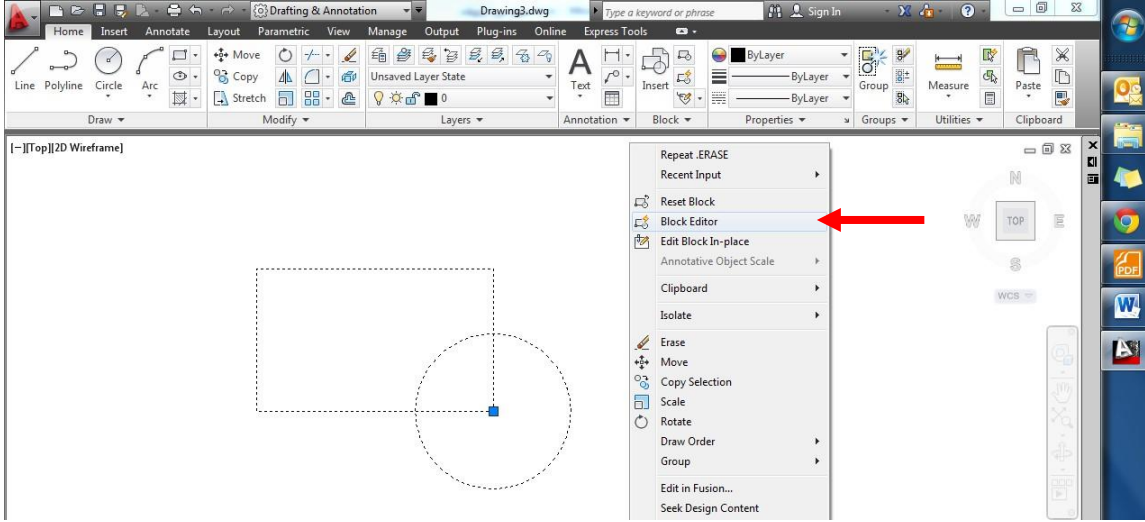 Drafting & Annotation
Drawing3.dwg
Type a keyword or phrase
Sign In
Home Insert Annotate Layout Parametric View Manage Output Plug-ins Online Express Tools
Move
Copy
Stretch
Line Polyline Circle Arc
Unsaved Layer State
0
A
Text
Insert
ByLayer
ByLayer
ByLayer
Group
Measure
Paste
Draw Modify Layers Annotation Block Properties Groups Utilities Clipboard
[−][Top][2D Wireframe]
N
W TOP E
S
WCS
Repeat .ERASE
Recent Input
Reset Block
Block Editor
Edit Block In-place
Annotative Object Scale
Clipboard
Isolate
Erase
Move
Copy Selection
Scale
Rotate
Draw Order
Group
Edit in Fusion...
Seek Design Content
PDF
W